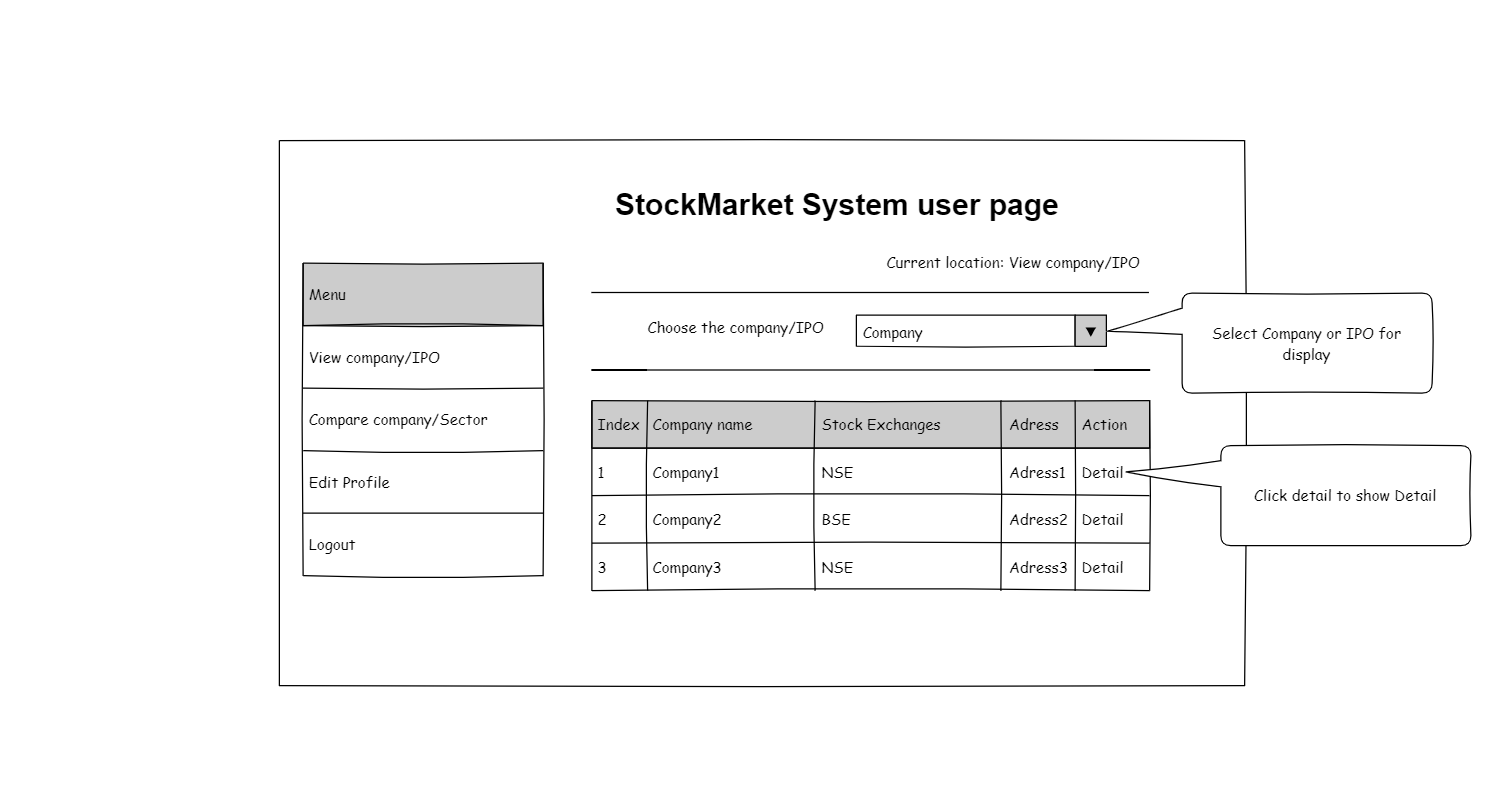 StockMarket System user page
Current location: View company/IPO
Menu
View company/IPO
Compare company/Sector
Edit Profile
Logout
Choose the company/IPO
Company
▼
Select Company or IPO for
display
Index Company name Stock Exchanges Adress Action
1 Company1 NSE Adress1 Detail
2 Company2 BSE Adress2 Detail
3 Company3 NSE Adress3 Detail
Click detail to show Detail